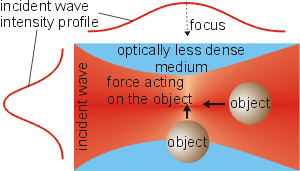 incident wave
intensity profile
focus
optically less dense
medium
force acting
on the object
incident wave
object
object